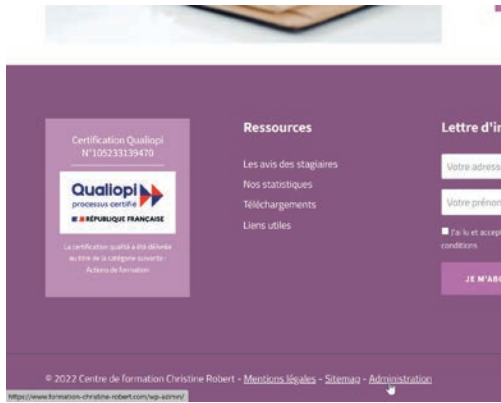 Certification Qualiopi
N°105233139470
Qualiopi
processus certifié
RÉPUBLIQUE FRANÇAISE
La certification qualité a été délivrée
au titre de la catégorie suivante :
Actions de formation
Ressources
Les avis des stagiaires
Nos statistiques
Téléchargements
Liens utiles
Lettre d'in
Votre adress
Votre prénon
J'ai lu et accep
conditions
JE M'ABO
© 2022 Centre de formation Christine Robert - Mentions légales - Sitemap - Administration
https://www.formation-christine-robert.com/wp-admin/